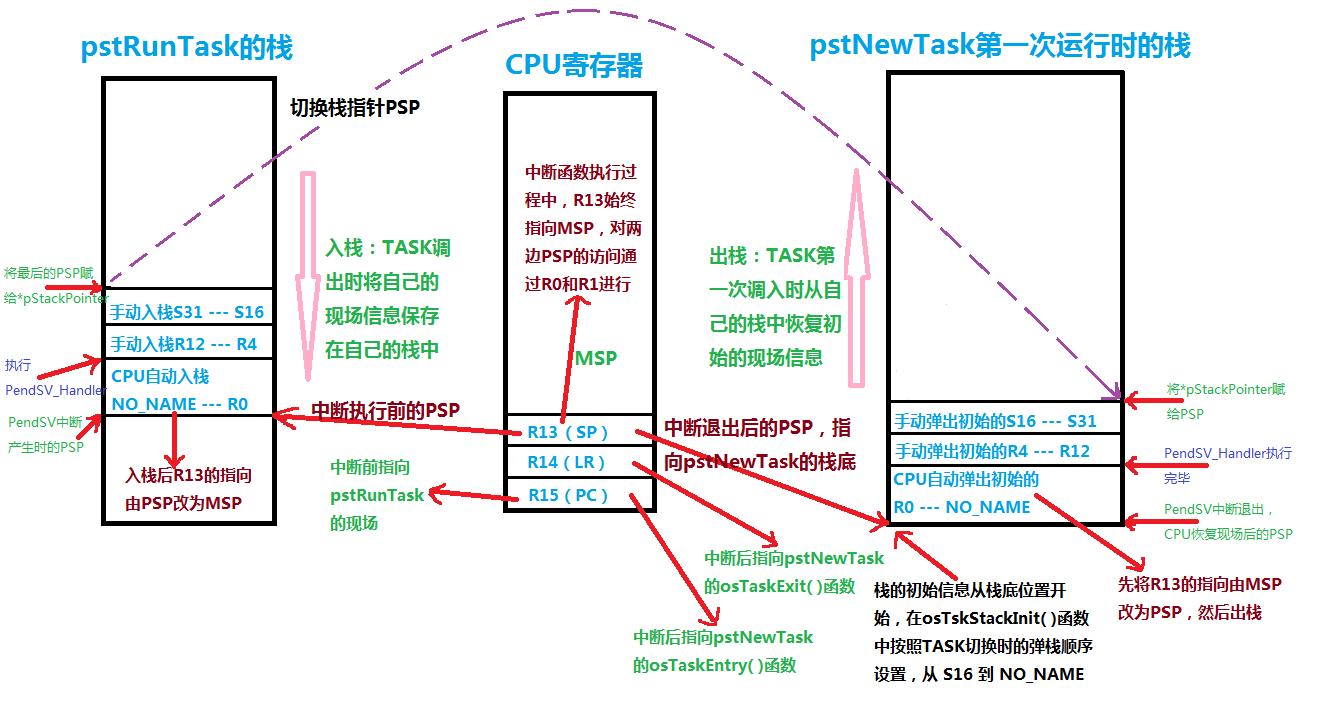 pstRunTask的栈
CPU寄存器
pstNewTask第一次运行时的栈
切换栈指针PSP
中断函数执行过
程中，R13始终
指向MSP，对两
边PSP的访问通
过R0和R1进行
入栈：TASK调
出时将自己的
现场信息保存
在自己的栈中
出栈：TASK第
一次调入时从自
己的栈中恢复初
始的现场信息
将最后的PSP赋
给*pStackPointer
手动入栈S31 --- S16
手动入栈R12 --- R4
执行
PendSV_Handler
CPU自动入栈
NO_NAME --- R0
PendSV中断
产生时的PSP
入栈后R13的指向
由PSP改为MSP
中断执行前的PSP
MSP
R13（SP）
R14（LR）
R15（PC）
中断前指向
pstRunTask
的现场
中断退出后的PSP，指
向pstNewTask的栈底
将*pStackPointer赋
给PSP
手动弹出初始的S16 --- S31
手动弹出初始的R4 --- R12
PendSV_Handler执行
完毕
CPU自动弹出初始的
R0 --- NO_NAME
PendSV中断退出，
CPU恢复现场后的PSP
中断后指向pstNewTask
的osTaskExit( )函数
中断后指向pstNewTask
的osTaskEntry( )函数
栈的初始信息从栈底位置开
始，在osTskStackInit( )函数
中按照TASK切换时的弹栈顺序
设置，从 S16 到 NO_NAME
先将R13的指向由MSP
改为PSP，然后出栈